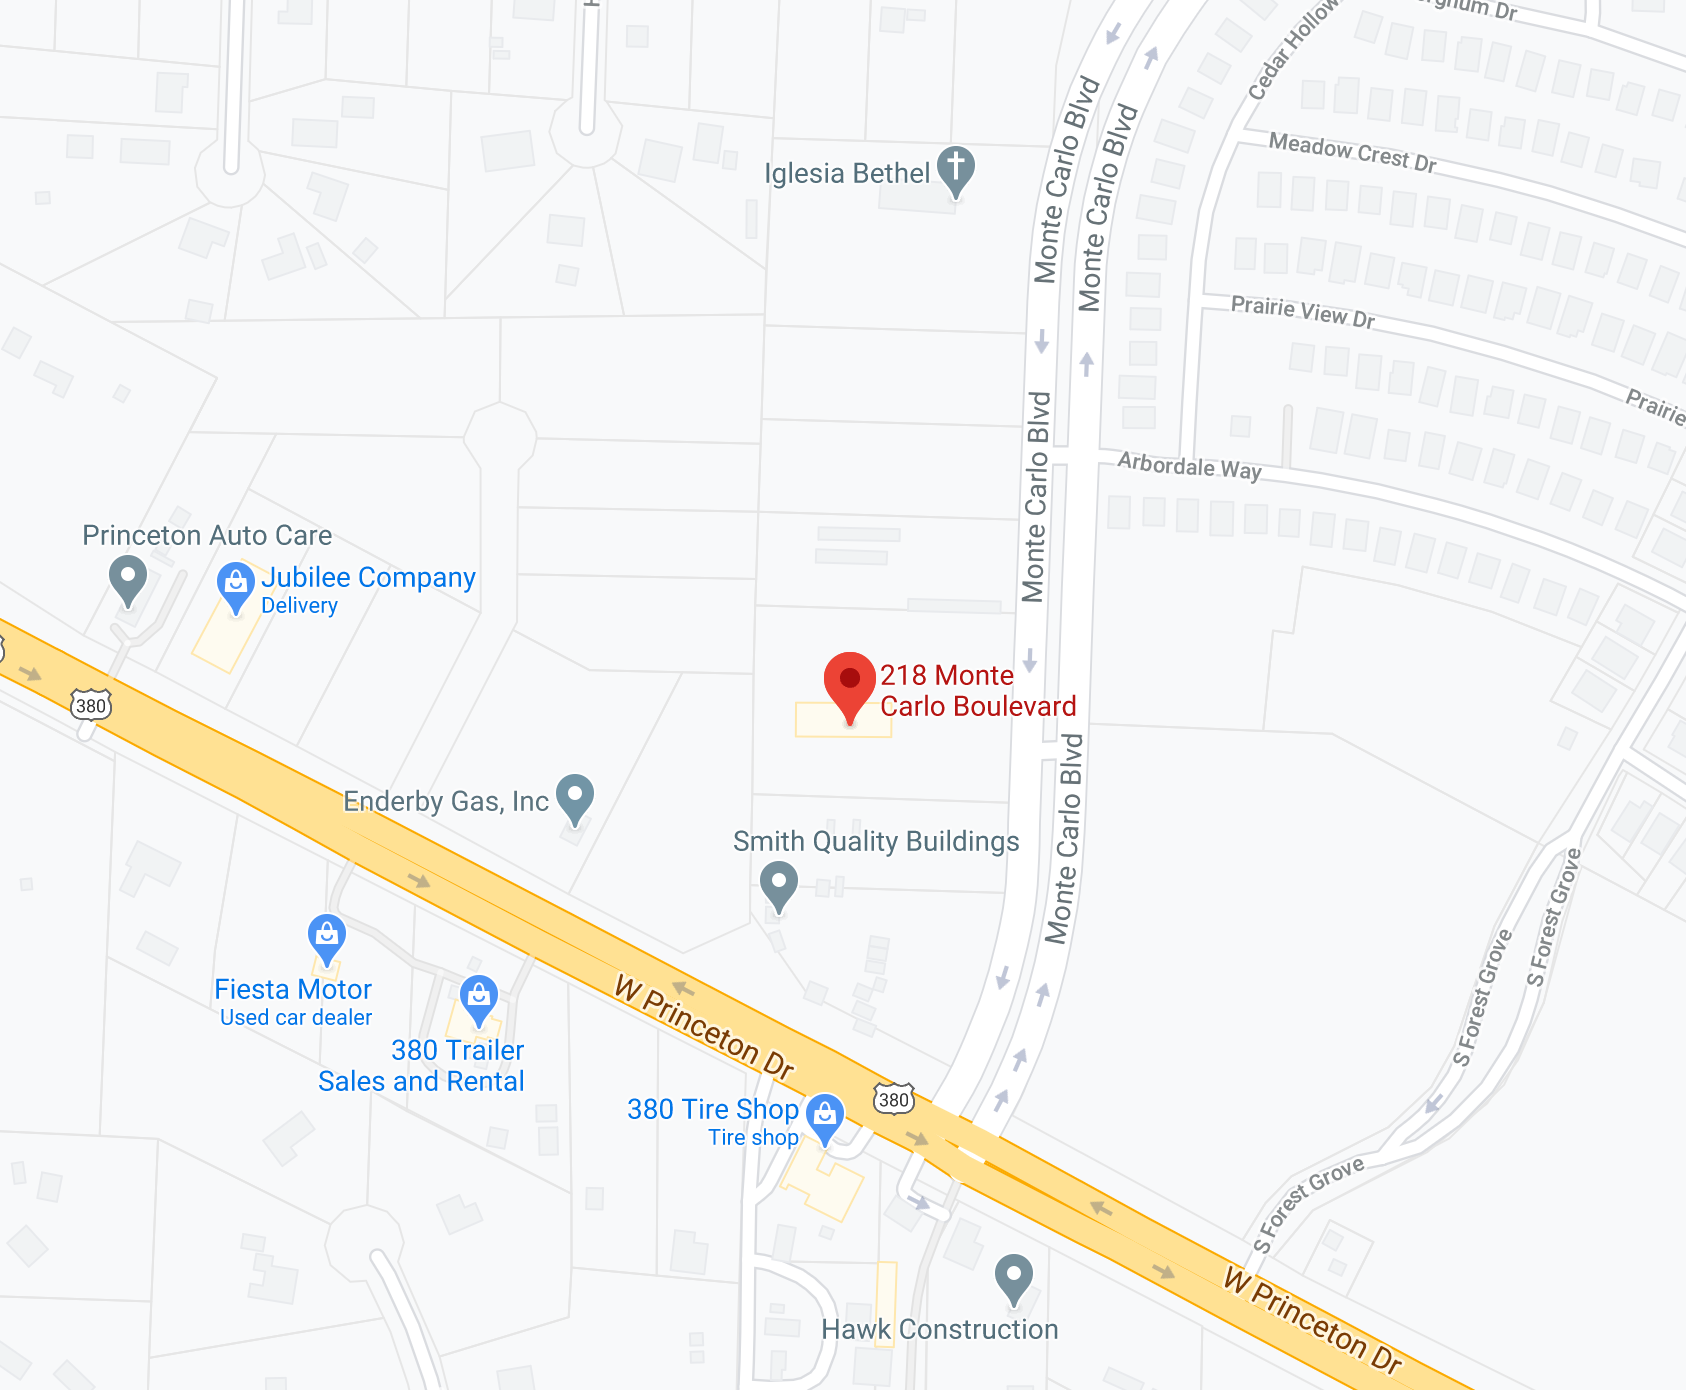 Cedar Hollow
Meadow Crest Dr
Iglesia Bethel
Monte Carlo Blvd
Monte Carlo Blvd
Prairie View Dr
Prairie
Monte Carlo Blvd
Arbordale Way
Monte Carlo Blvd
Princeton Auto Care
Jubilee Company
Delivery
218 Monte
Carlo Boulevard
380
Monte Carlo Blvd
Enderby Gas, Inc
Smith Quality Buildings
S Forest Grove
S Forest Grove
Fiesta Motor
Used car dealer
W Princeton Dr
380 Trailer
Sales and Rental
380
380 Tire Shop
Tire shop
S Forest Grove
W Princeton Dr
Hawk Construction